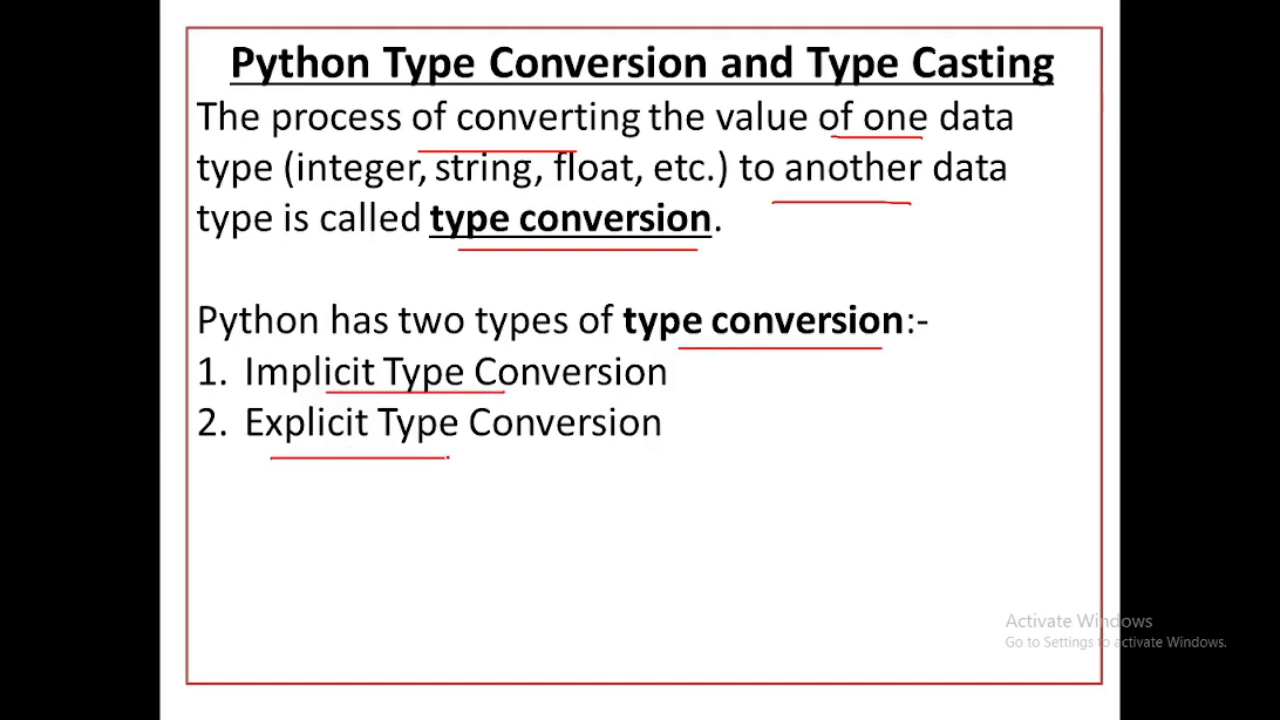 Python Type Conversion and Type Casting
The process of converting the value of one data
type (integer, string, float, etc.) to another data
type is called type conversion.
Python has two types of type conversion:-
1. Implicit Type Conversion
2. Explicit Type Conversion
Activate Windows
Go to Settings to activate Windows.